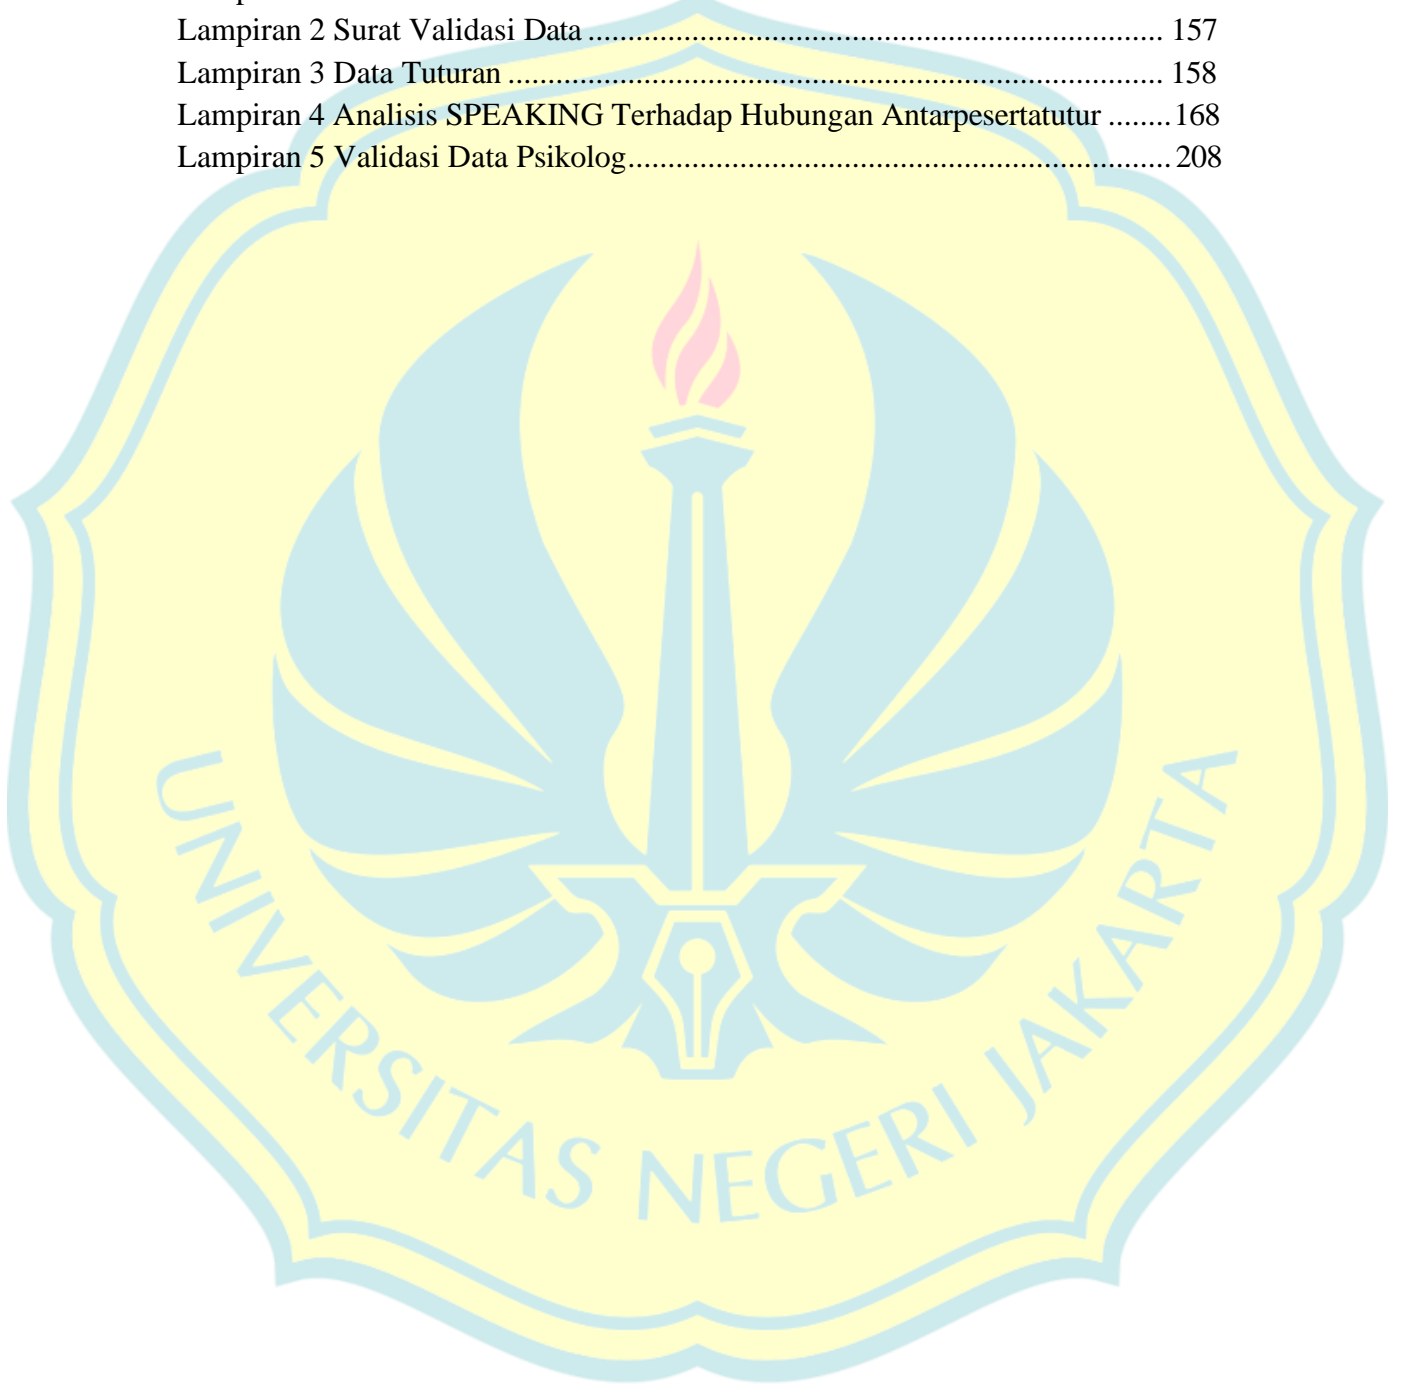 Lampiran 2 Surat Validasi Data ........................................................................ 157
Lampiran 3 Data Tuturan .................................................................................. 158
Lampiran 4 Analisis SPEAKING Terhadap Hubungan Antarpesertatutur ........168
Lampiran 5 Validasi Data Psikolog.................................................................... 208
UNIVERSITAS NEGERI JAKARTA